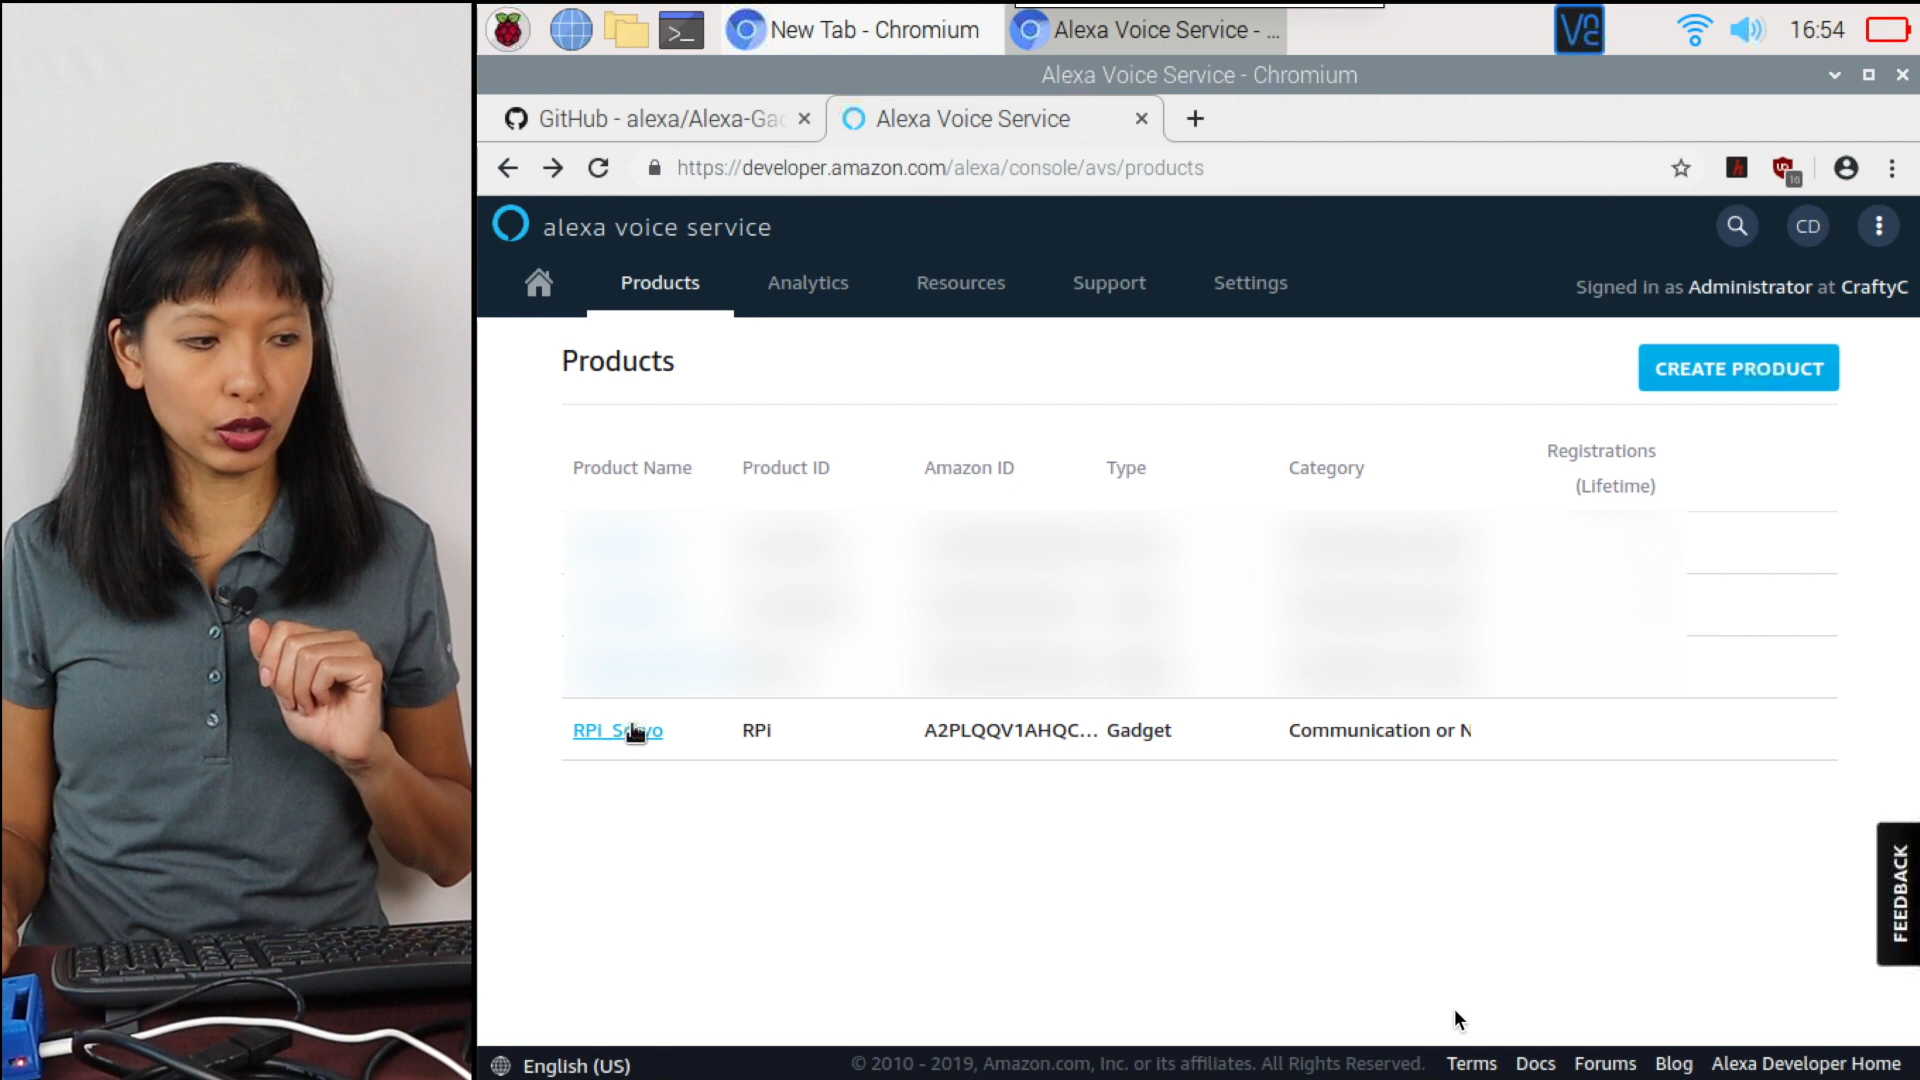 New Tab - Chromium
Alexa Voice Service - ...
16:54
Alexa Voice Service - Chromium
GitHub - alexa/Alexa-Gad
Alexa Voice Service
https://developer.amazon.com/alexa/console/avs/products
16
alexa voice service
CD
Products
Analytics
Resources
Support
Settings
Signed in as Administrator at CraftyC
Products
CREATE PRODUCT
Product Name
Product ID
Amazon ID
Type
Category
Registrations
(Lifetime)
RPi
A2PLQQV1AHQC...
Gadget
Communication or N
FEEDBACK
English (US)
© 2010 - 2019, Amazon.com, Inc. or its affiliates. All Rights Reserved.
Terms
Docs
Forums
Blog
Alexa Developer Home